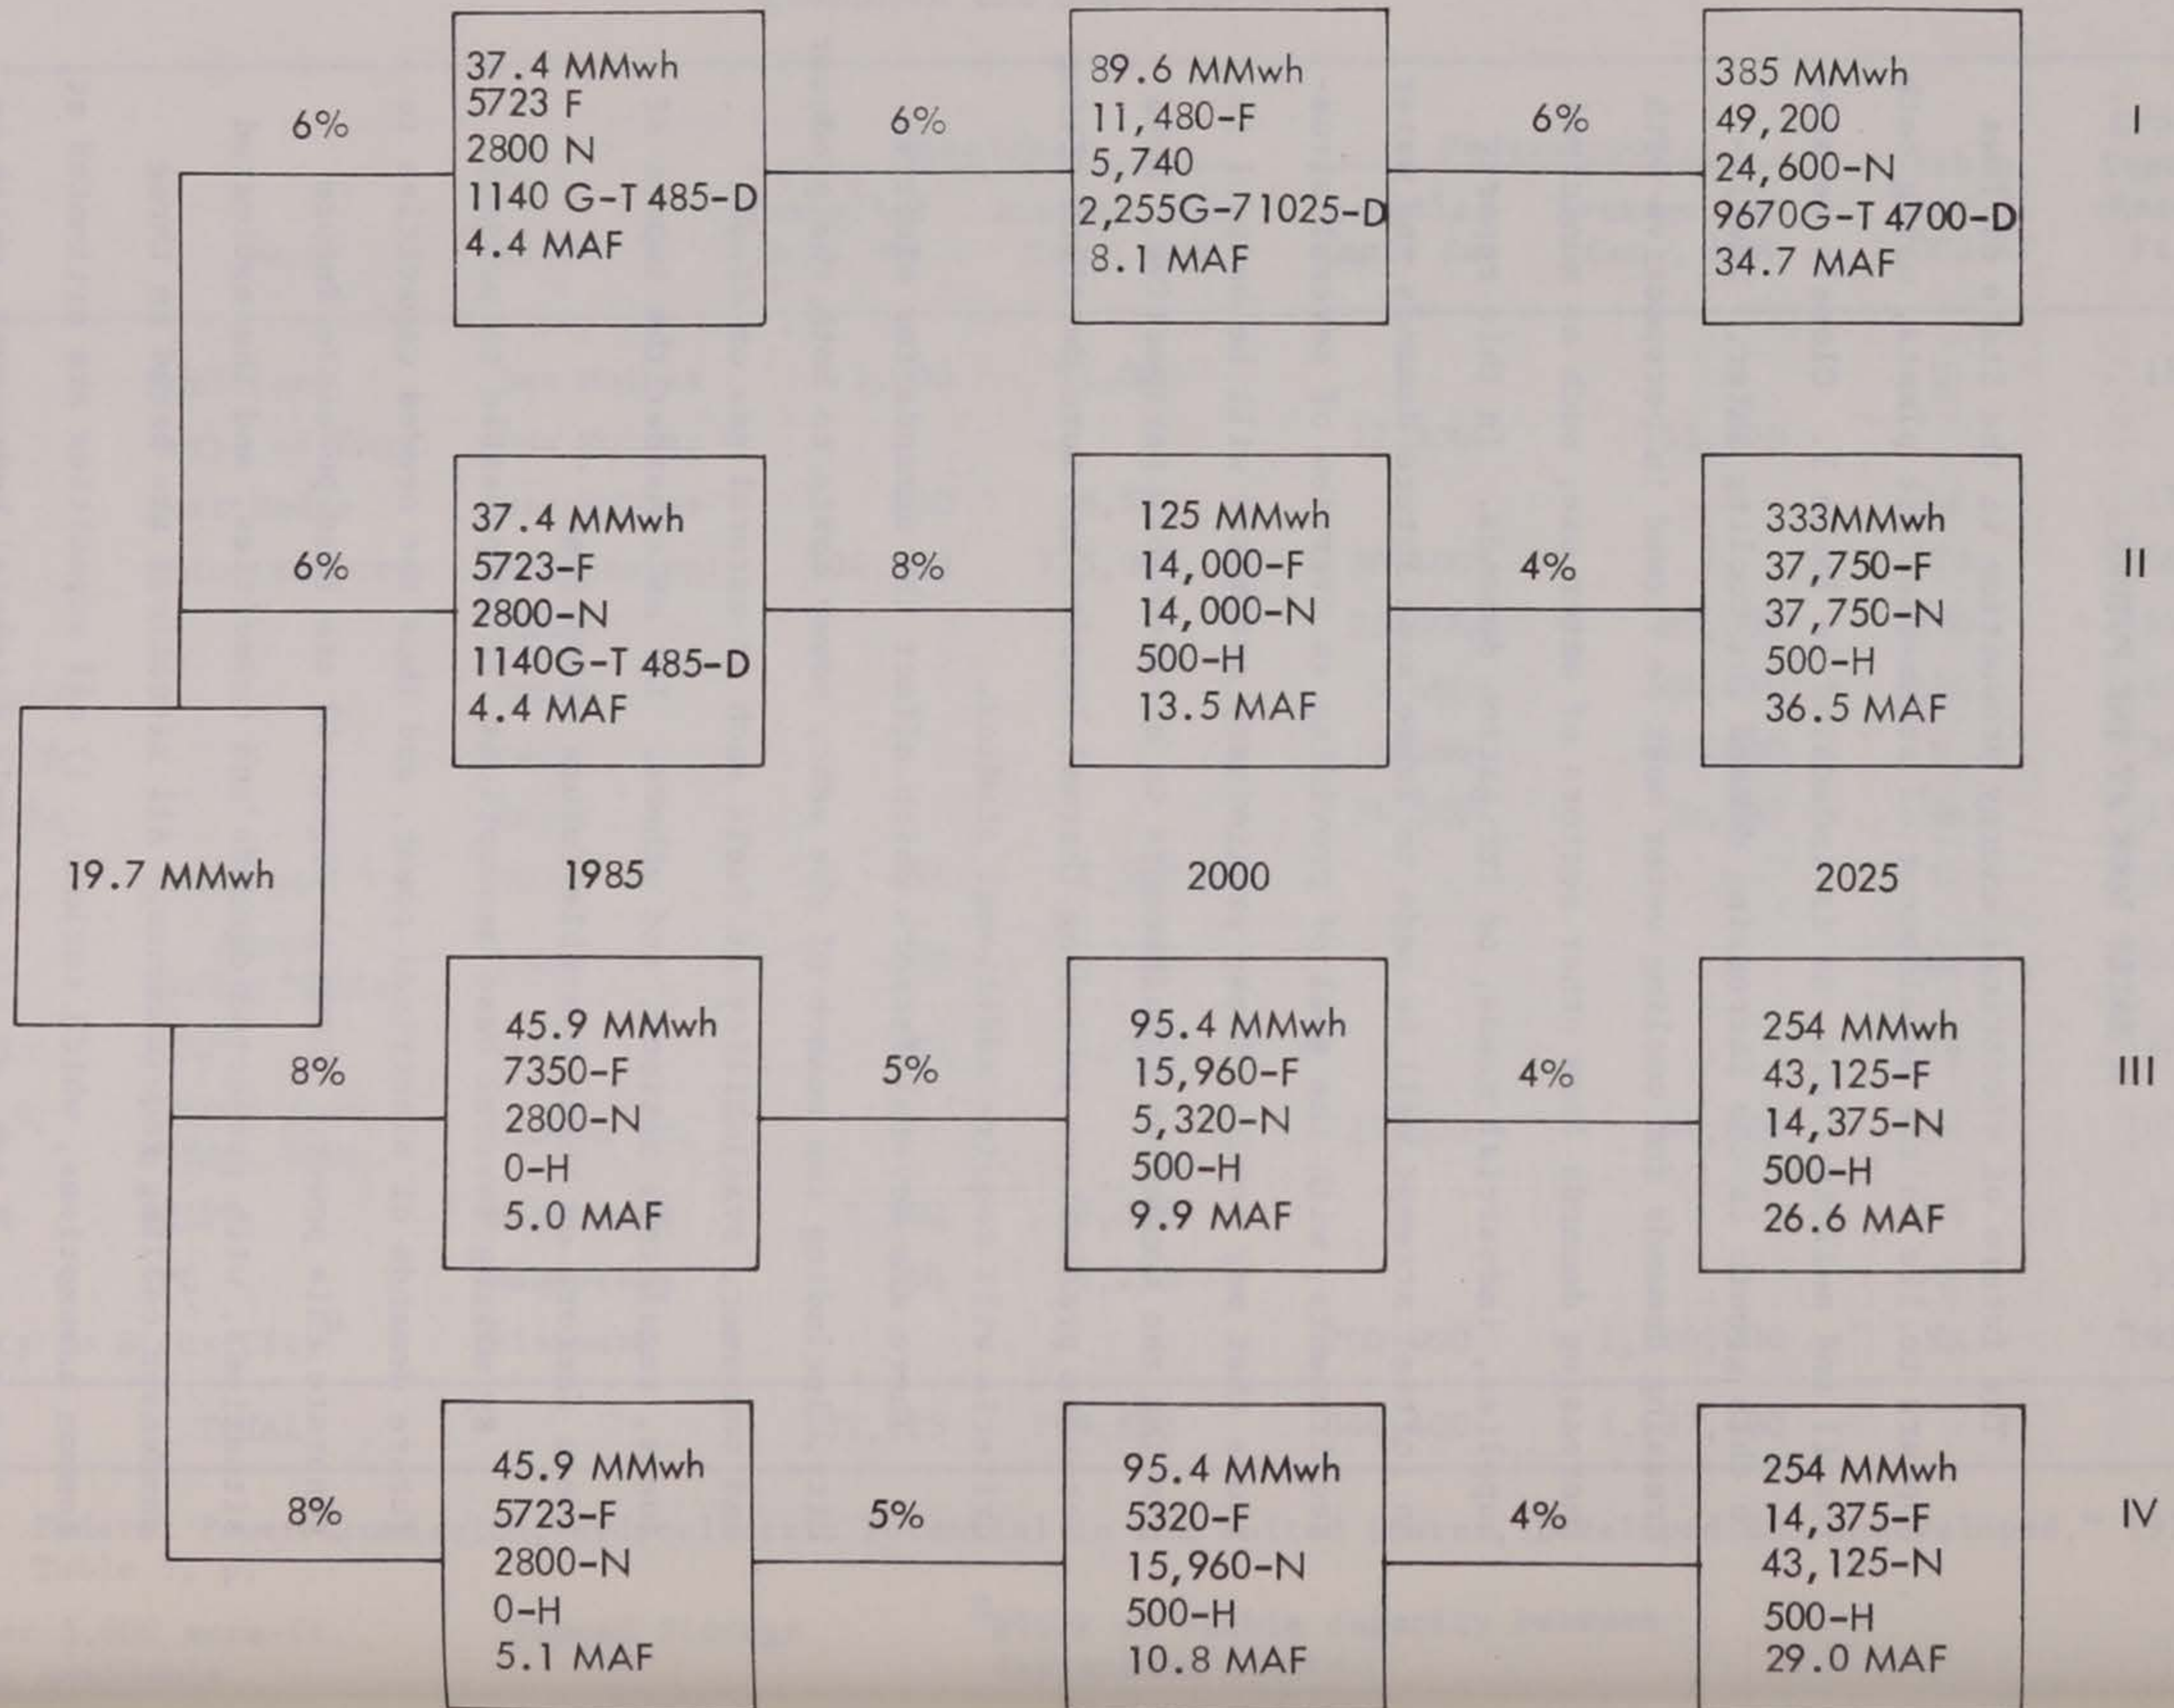 6%
37.4 MMwh
5723 F
2800 N
1140 G-T 485-D
4.4 MAF
6%
89.6 MMwh
11,480-F
5,740
2,255G-71025-D
8.1 MAF
6%
385 MMwh
49,200
24,600-N
9670G-T 4700-D
34.7 MAF
I
6%
37.4 MMwh
5723-F
2800-N
1140G-T 485-D
4.4 MAF
8%
125 MMwh
14,000-F
14,000-N
500-H
13.5 MAF
4%
333MMwh
37,750-F
37,750-N
500-H
36.5 MAF
II
19.7 MMwh
1985
2000
2025
8%
45.9 MMwh
7350-F
2800-N
0-H
5.0 MAF
5%
95.4 MMwh
15,960-F
5,320-N
500-H
9.9 MAF
4%
254 MMwh
43,125-F
14,375-N
500-H
26.6 MAF
III
8%
45.9 MMwh
5723-F
2800-N
0-H
5.1 MAF
5%
95.4 MMwh
5320-F
15,960-N
500-H
10.8 MAF
4%
254 MMwh
14,375-F
43,125-N
500-H
29.0 MAF
IV